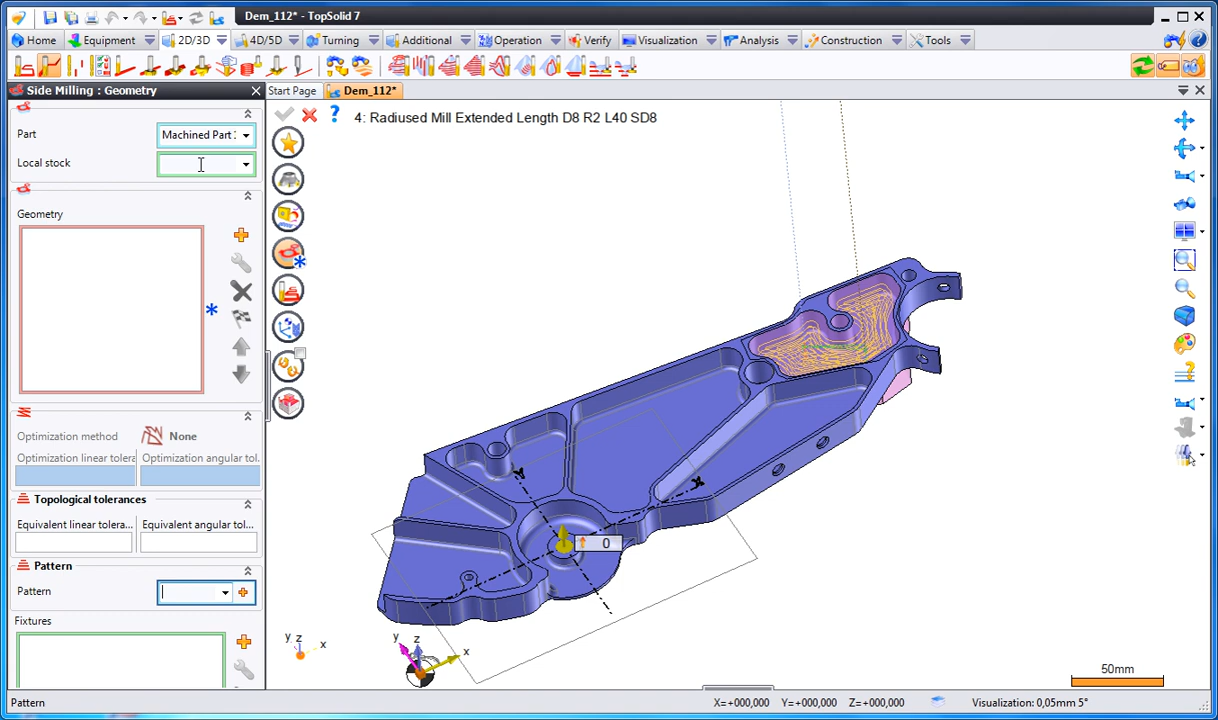 Dem_112* - TopSolid 7
Home Equipment 2D/3D 4D/5D Turning Additional Operation Verify Visualization Analysis Construction Tools
Side Milling : Geometry
Start Page Dem_112*
4: Radiused Mill Extended Length D8 R2 L40 SD8
Part Machined Part :
Local stock
Geometry
Optimization method None
Optimization linear tolera... Optimization angular tol...
Topological tolerances
Equivalent linear tolera... Equivalent angular tol...
Pattern
Pattern
Fixtures
Y
X
0
y z x
y z x
50mm
Pattern X=+000,000 Y=+000,000 Z=+000,000 Visualization: 0,05mm 5°